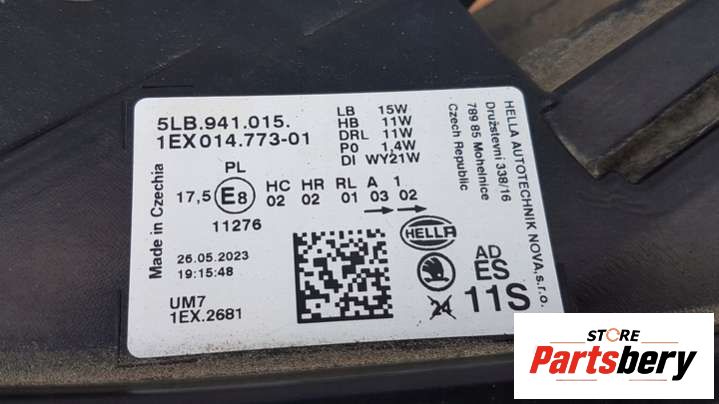 5LB.941.015.
1EX014.773-01
LB 15W
HB 11W
DRL 11W
PO 1,4W
DI WY21W
HELLA AUTOTECHNIK NOVA,s.r.o.
Družstevní 338/16
789 85 Mohelnice
Czech Republic
Made in Czechia
PL
17,5 E8
HC HR RL A 1
02 02 01 03 02
11276
26.05.2023
19:15:48
HELLA
AD
ES
11S
UM7
1EX.2681
STORE
Partsbery